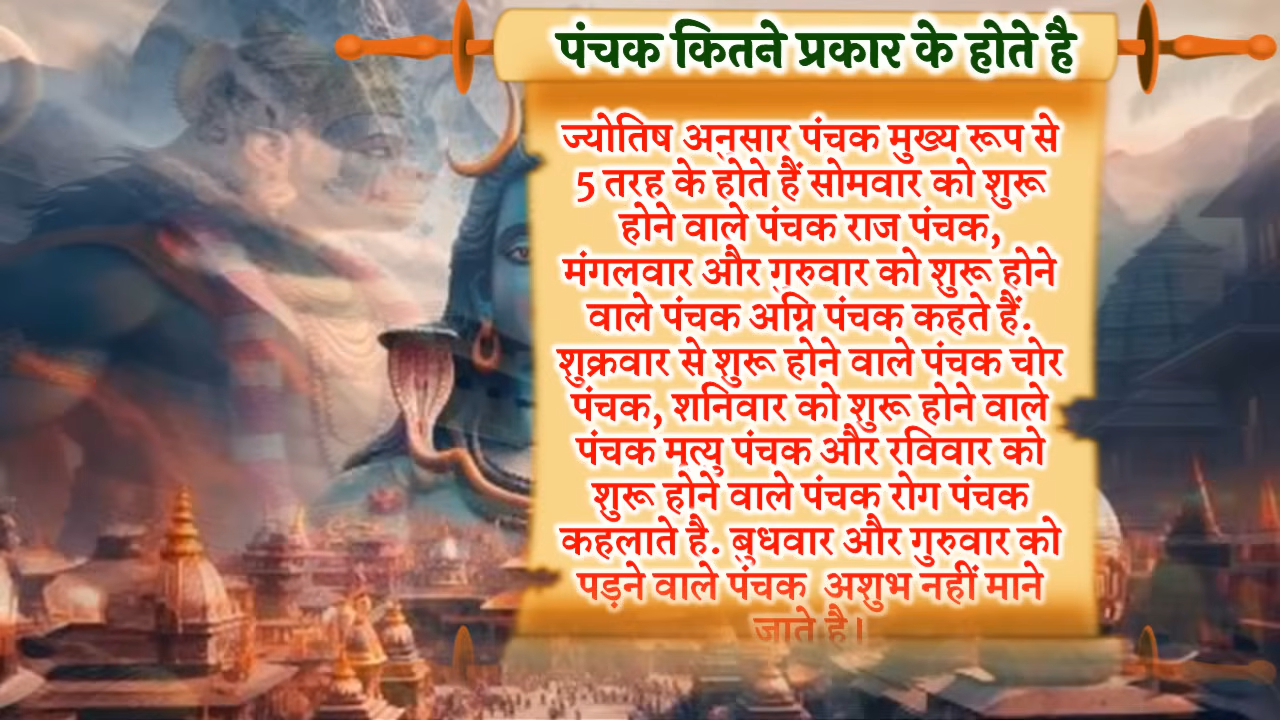 पंचक कितने प्रकार के होते है
ज्योतिष अनुसार पंचक मुख्य रूप से
5 तरह के होते हैं सोमवार को शुरू
होने वाले पंचक राज पंचक,
मंगलवार और गुरुवार को शुरू होने
वाले पंचक अग्नि पंचक कहते हैं.
शुक्रवार से शुरू होने वाले पंचक चोर
पंचक, शनिवार को शुरू होने वाले
पंचक मृत्यु पंचक और रविवार को
शुरू होने वाले पंचक रोग पंचक
कहलाते है. बुधवार और गुरुवार को
पड़ने वाले पंचक अशुभ नहीं माने
जाते है।